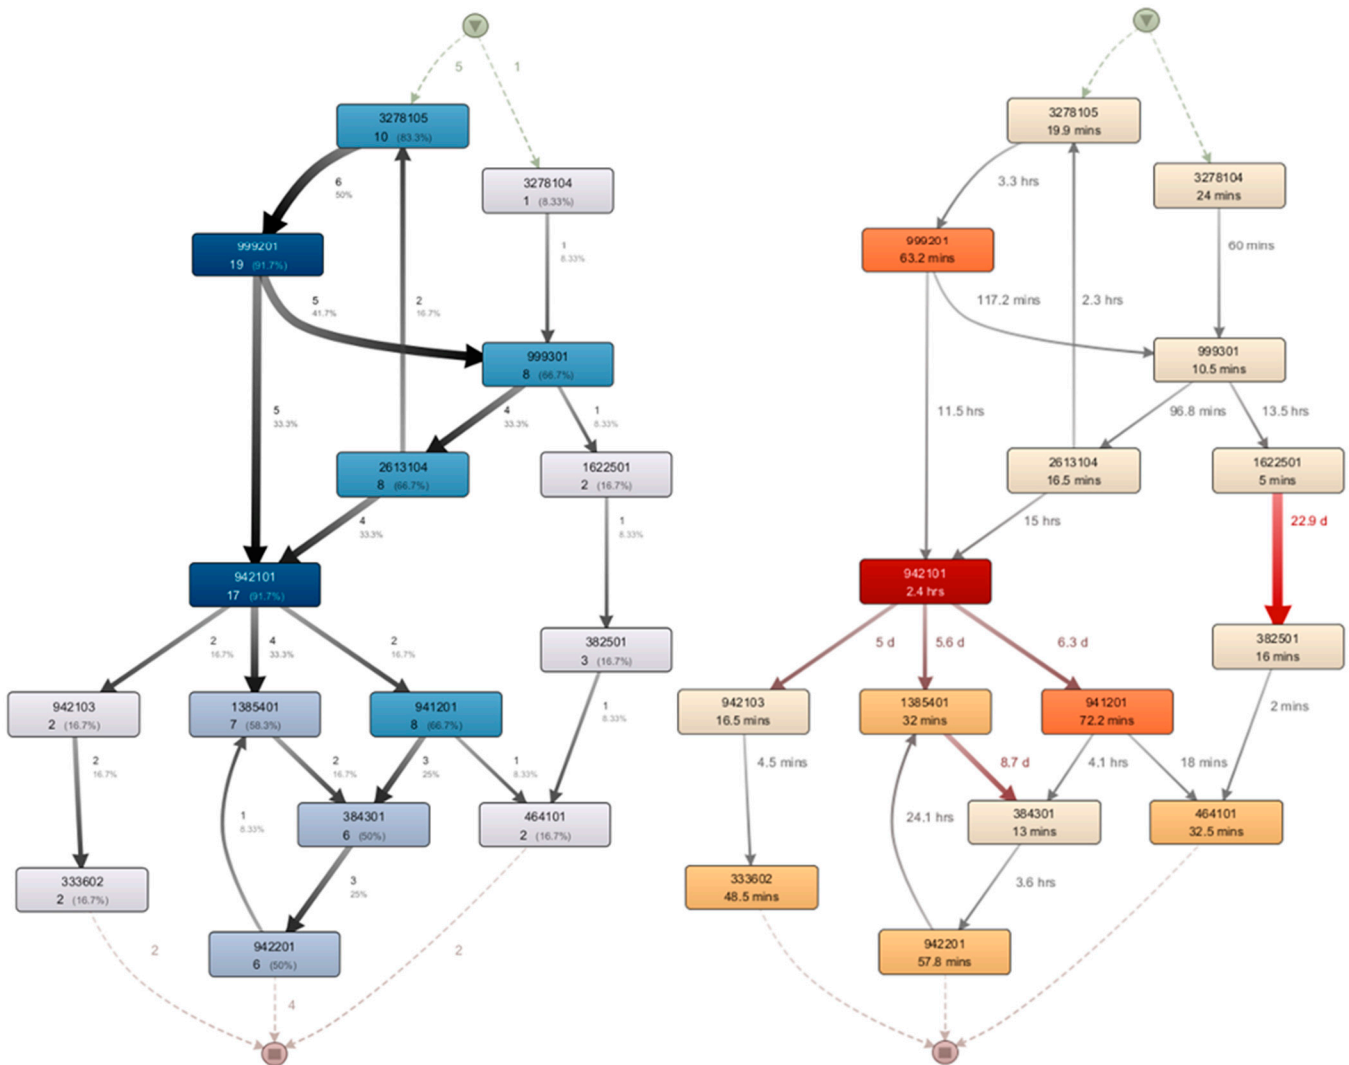 5
1
3278105
10 (83.3%)
3278104
1 (8.33%)
6
50%
999201
19 (91.7%)
1
8.33%
5
41.7%
2
16.7%
999301
8 (66.7%)
5
33.3%
4
33.3%
1
8.33%
2613104
8 (66.7%)
1622501
2 (16.7%)
4
33.3%
1
8.33%
942101
17 (91.7%)
2
16.7%
4
33.3%
2
16.7%
382501
3 (16.7%)
942103
2 (16.7%)
1385401
7 (58.3%)
941201
8 (66.7%)
1
8.33%
2
16.7%
2
16.7%
3
25%
1
8.33%
1
8.33%
384301
6 (50%)
464101
2 (16.7%)
333602
2 (16.7%)
3
25%
942201
6 (50%)
2
2
4
3278105
19.9 mins
3278104
24 mins
3.3 hrs
999201
63.2 mins
60 mins
117.2 mins
2.3 hrs
999301
10.5 mins
11.5 hrs
96.8 mins
13.5 hrs
2613104
16.5 mins
1622501
5 mins
15 hrs
22.9 d
942101
2.4 hrs
5 d
5.6 d
6.3 d
382501
16 mins
942103
16.5 mins
1385401
32 mins
941201
72.2 mins
2 mins
4.5 mins
8.7 d
4.1 hrs
18 mins
24.1 hrs
384301
13 mins
464101
32.5 mins
333602
48.5 mins
3.6 hrs
942201
57.8 mins